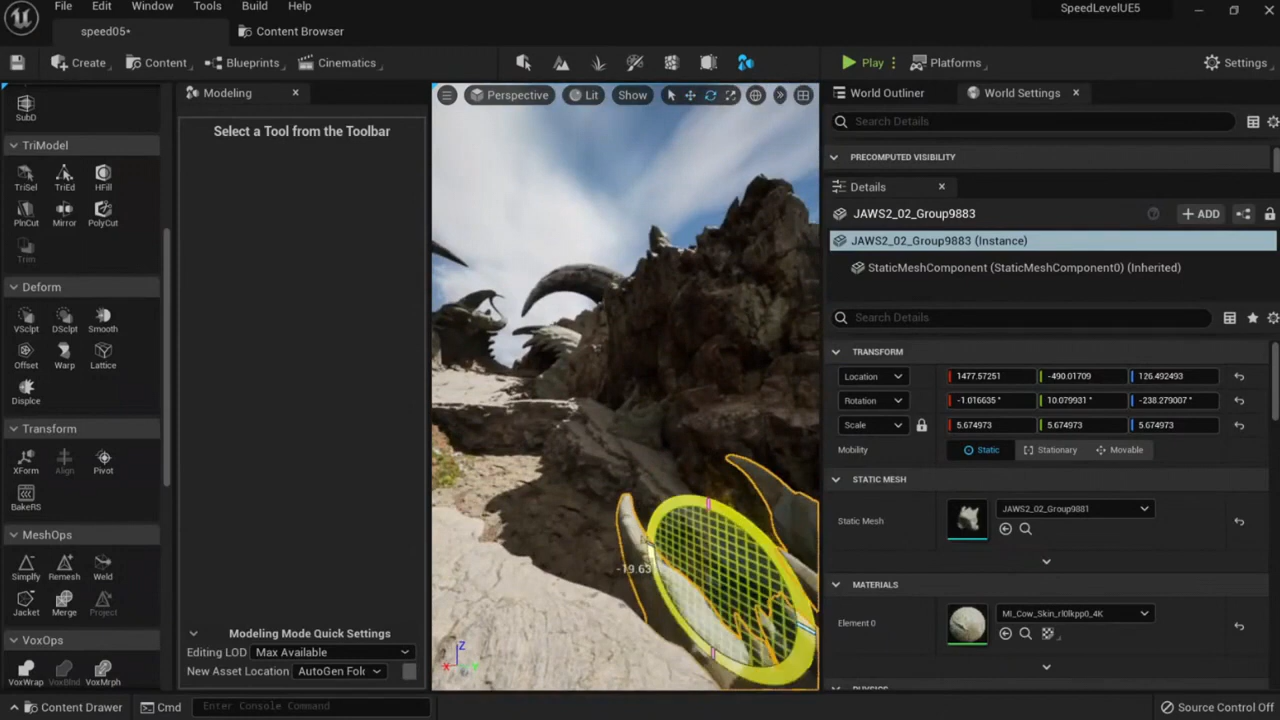 File Edit Window Tools Build Help
SpeedLevelUE5
speed05•
Content Browser
Create
Content
Blueprints
Cinematics
Play
Platforms
Settings
SubD
TriModel
TriSel TriEd HFill
PlnCut Mirror PolyCut
Trim
Deform
VSclpt DSclpt Smooth
Offset Warp Lattice
Displce
Transform
XForm Align Pivot
BakeRS
MeshOps
Simplfy Remesh Weld
Jacket Merge Project
VoxOps
VoxWrap VoxBlnd VoxMrph
Modeling
Select a Tool from the Toolbar
Modeling Mode Quick Settings
Editing LOD Max Available
New Asset Location AutoGen Fol
Perspective Lit Show
-19.63
Z
X
World Outliner World Settings
Search Details
PRECOMPUTED VISIBILITY
Details
JAWS2_02_Group9883
ADD
JAWS2_02_Group9883 (Instance)
StaticMeshComponent (StaticMeshComponent0) (Inherited)
Search Details
TRANSFORM
Location 1477.57251 -490.01709 126.492493
Rotation -1.016635 ° 10.079931 ° -238.279007 °
Scale 5.674973 5.674973 5.674973
Mobility Static Stationary Movable
STATIC MESH
Static Mesh JAWS2_02_Group9881
MATERIALS
Element 0 MI_Cow_Skin_rl0lkpp0_4K
PHYSICS
Content Drawer Cmd Enter Console Command
Source Control Off